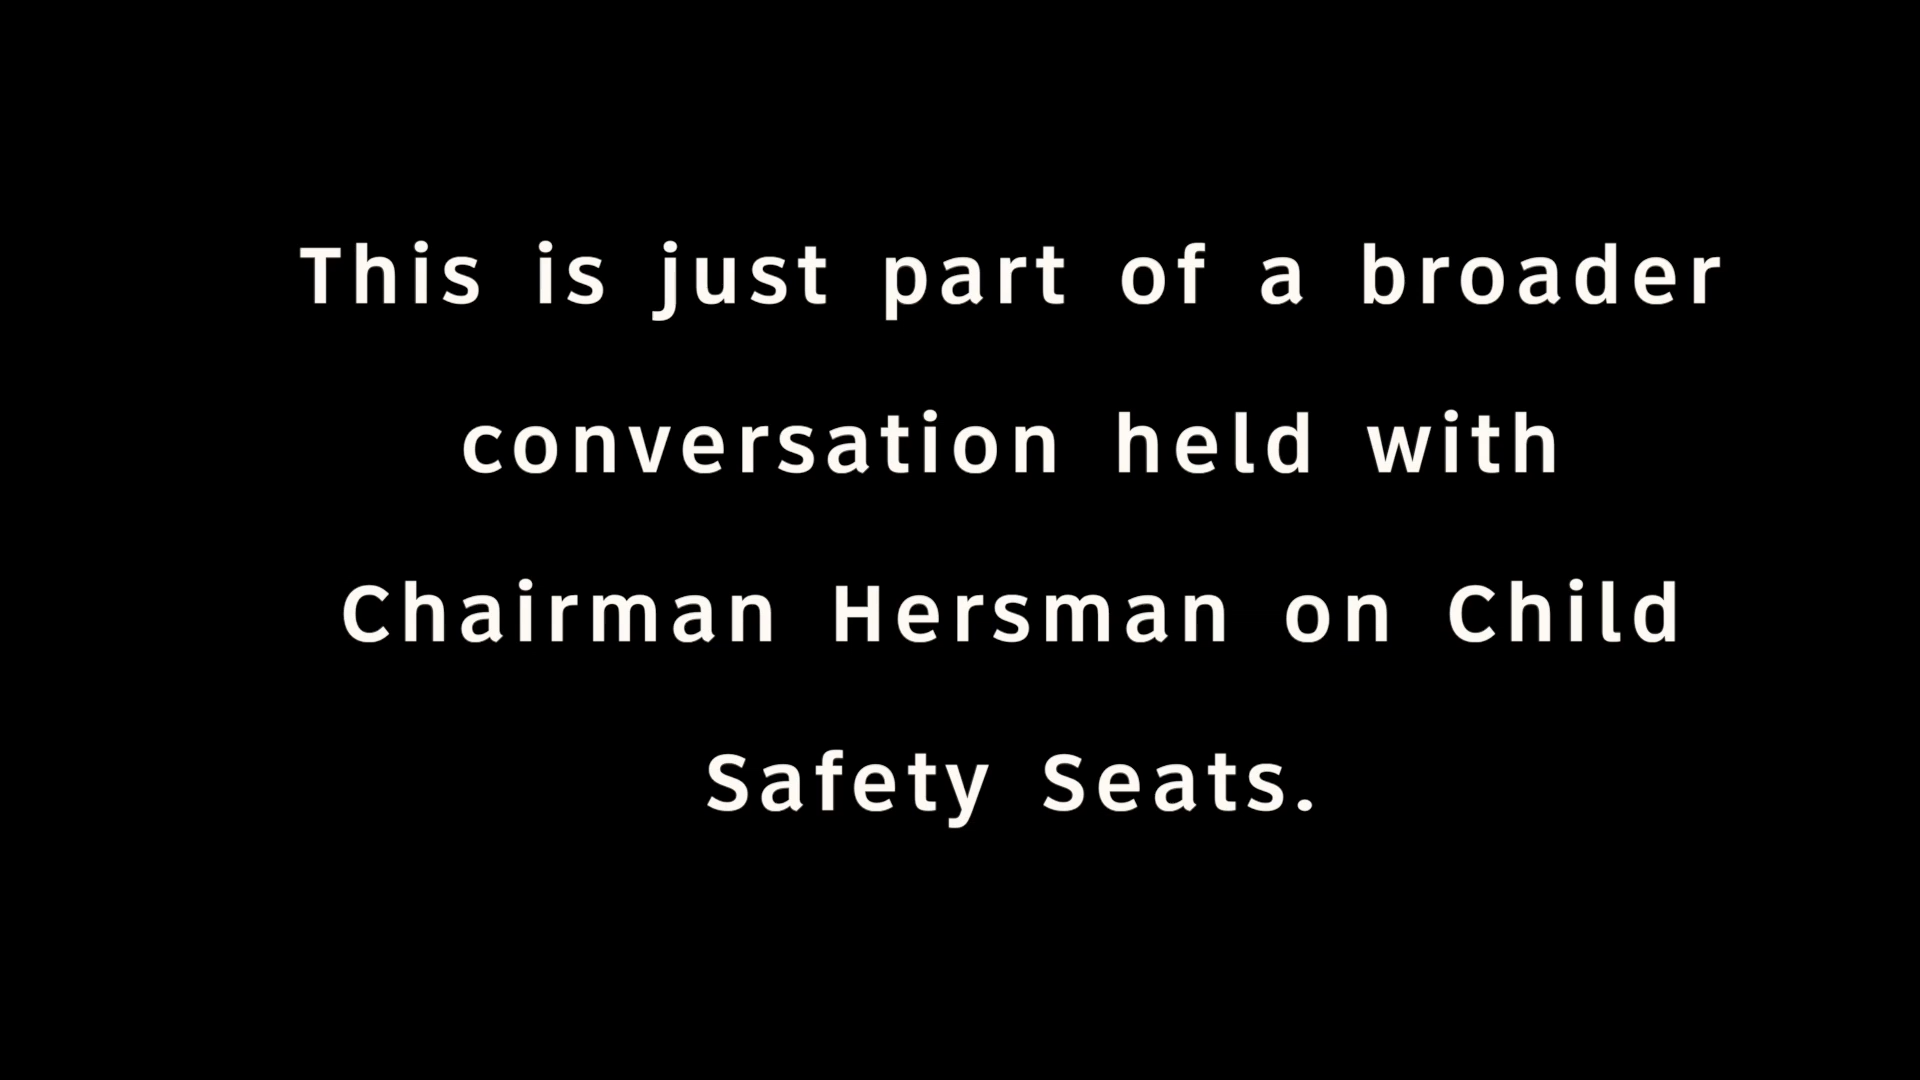 This is just part of a broader
conversation held with
Chairman Hersman on Child
Safety Seats.